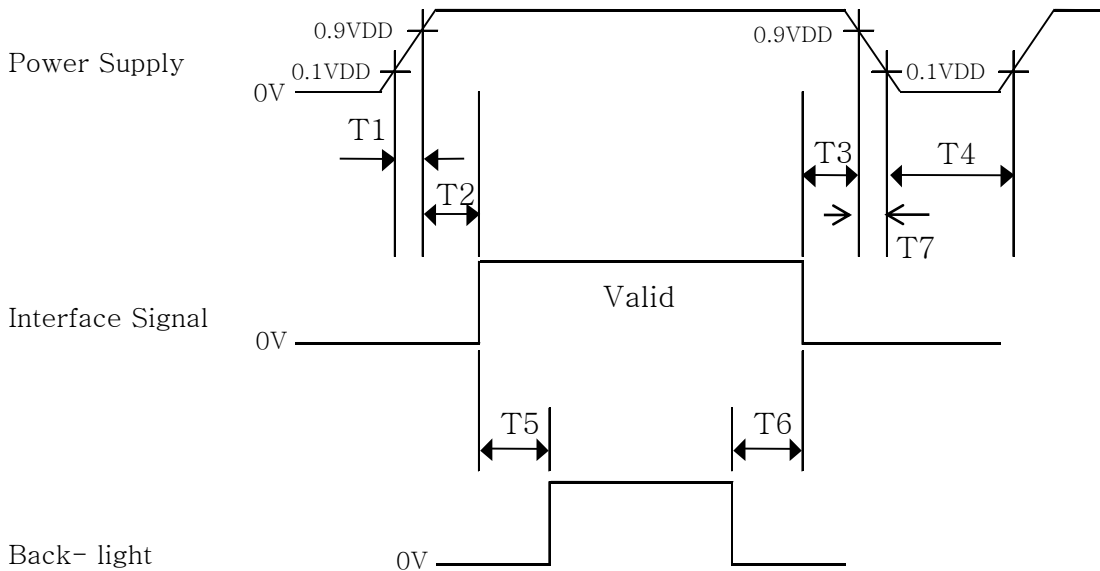 0.9VDD 0.9VDD
Power Supply
0.1VDD 0.1VDD
0V
T1 T3 T4
T2
T7
Valid
Interface Signal
0V
T5 T6
Back- light
0V